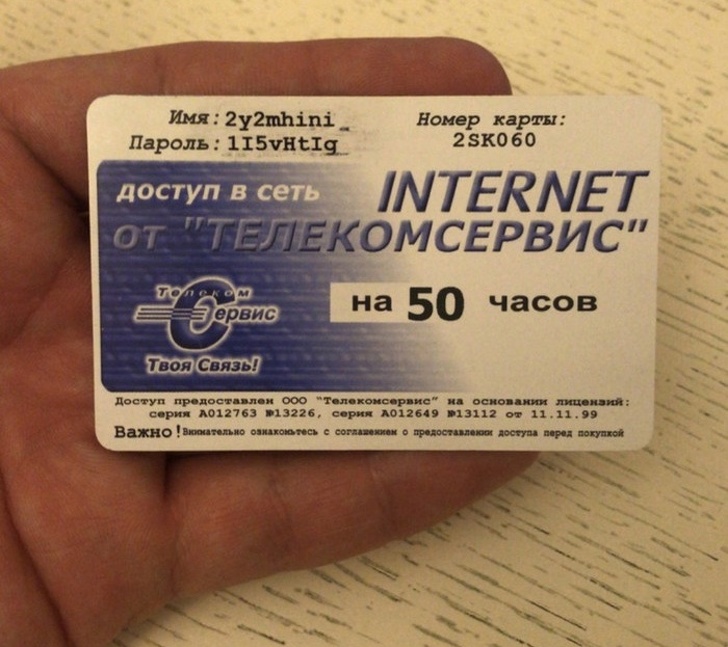 Имя: 2y2mhini
Пароль: 1I5vHtIg
Номер карты:
2SK060
доступ в сеть INTERNET
от "ТЕЛЕКОМСЕРВИС"
Телеком
Сервис
Твоя Связь!
на 50 часов
Доступ предоставлен ООО "Телекомсервис" на основании лицензий:
серия А012763 №13226, серия А012649 №13112 от 11.11.99
Важно! Внимательно ознакомьтесь с соглашением о предоставлении доступа перед покупкой